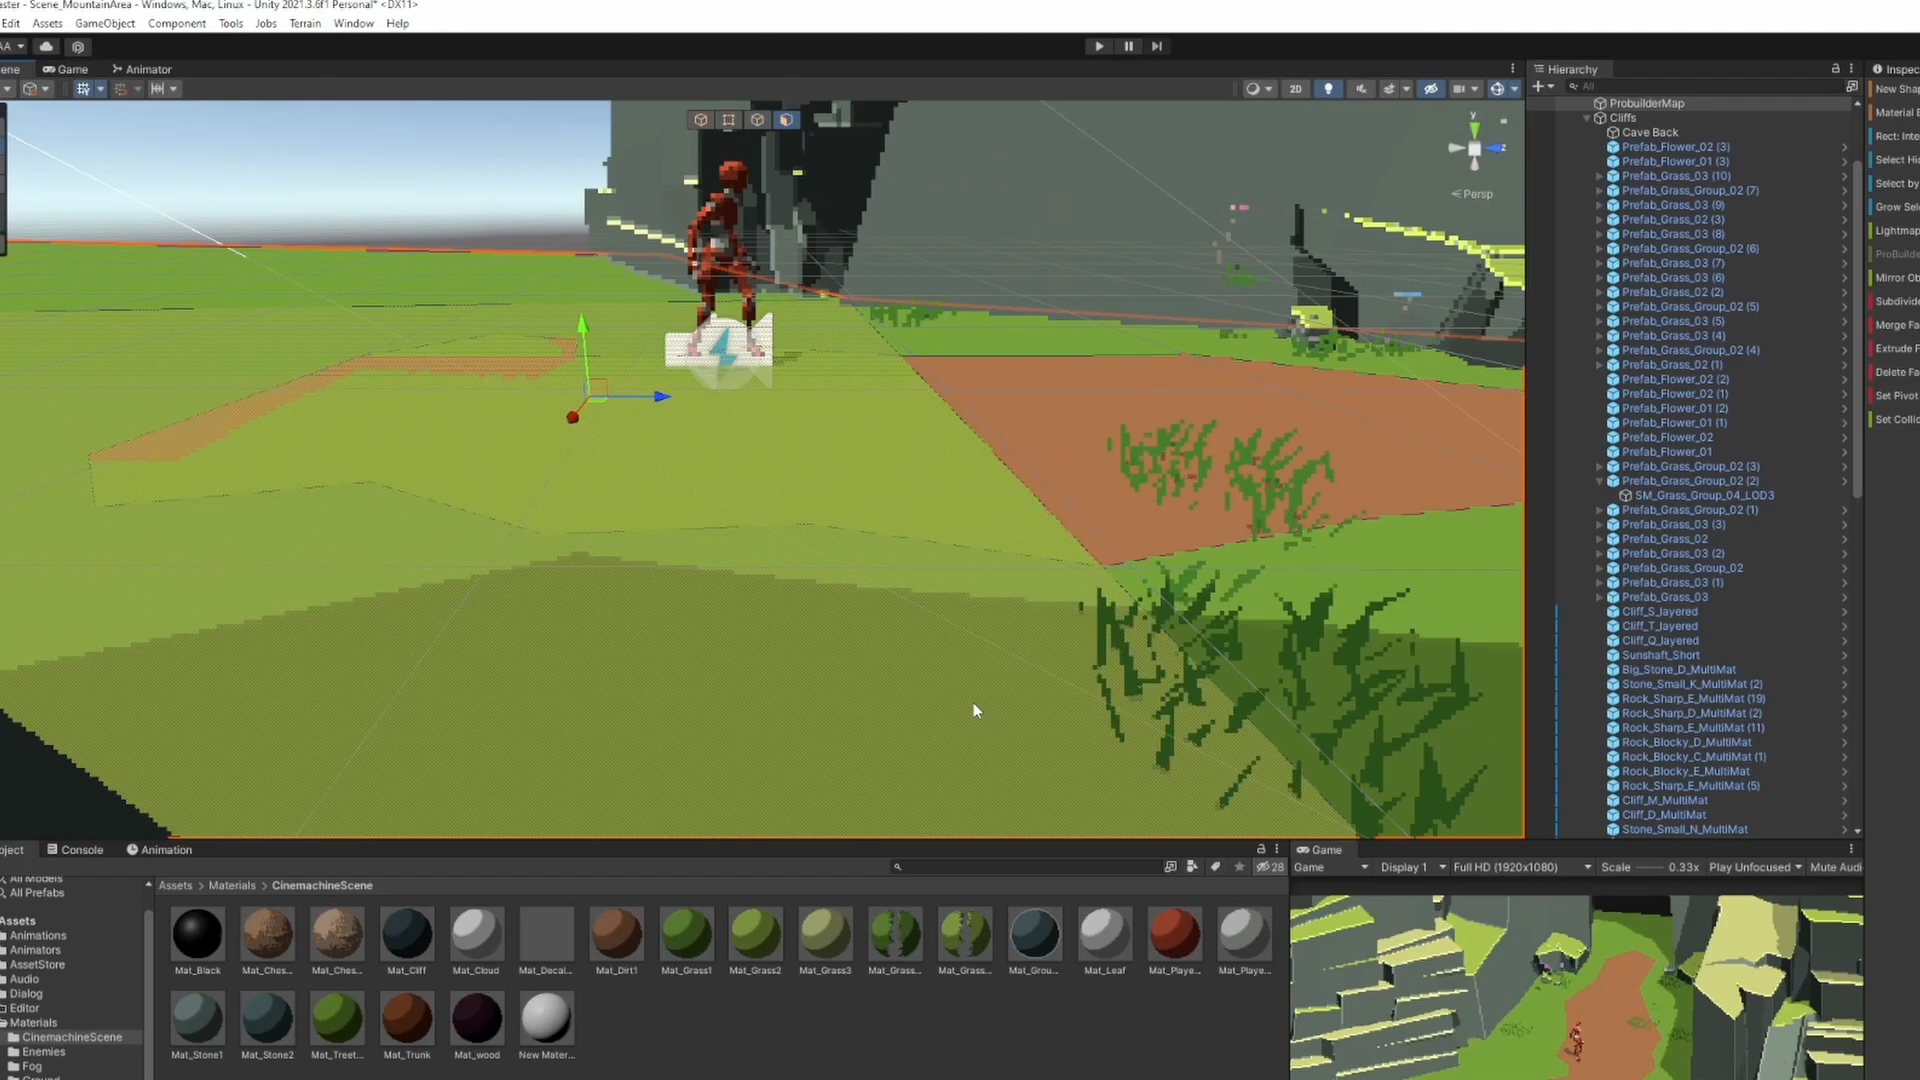 aster - Scene_MountainArea - Windows, Mac, Linux - Unity 2021.3.6f1 Personal* <DX11>
Edit Assets GameObject Component Tools Jobs Terrain Window Help
AA
ene Game Animator
2D
y
z
Persp
Hierarchy
All
ProbuilderMap
Cliffs
Cave Back
Prefab_Flower_02 (3)
Prefab_Flower_01 (3)
Prefab_Grass_03 (10)
Prefab_Grass_Group_02 (7)
Prefab_Grass_03 (9)
Prefab_Grass_02 (3)
Prefab_Grass_03 (8)
Prefab_Grass_Group_02 (6)
Prefab_Grass_03 (7)
Prefab_Grass_03 (6)
Prefab_Grass_02 (2)
Prefab_Grass_Group_02 (5)
Prefab_Grass_03 (5)
Prefab_Grass_03 (4)
Prefab_Grass_Group_02 (4)
Prefab_Grass_02 (1)
Prefab_Flower_02 (2)
Prefab_Flower_02 (1)
Prefab_Flower_01 (2)
Prefab_Flower_01 (1)
Prefab_Flower_02
Prefab_Flower_01
Prefab_Grass_Group_02 (3)
Prefab_Grass_Group_02 (2)
SM_Grass_Group_04_LOD3
Prefab_Grass_Group_02 (1)
Prefab_Grass_03 (3)
Prefab_Grass_02
Prefab_Grass_03 (2)
Prefab_Grass_Group_02
Prefab_Grass_03 (1)
Prefab_Grass_03
Cliff_S_layered
Cliff_T_layered
Cliff_Q_layered
Sunshaft_Short
Big_Stone_D_MultiMat
Stone_Small_K_MultiMat (2)
Rock_Sharp_E_MultiMat (19)
Rock_Sharp_D_MultiMat (2)
Rock_Sharp_E_MultiMat (11)
Rock_Blocky_D_MultiMat
Rock_Blocky_C_MultiMat (1)
Rock_Blocky_E_MultiMat
Rock_Sharp_E_MultiMat (5)
Cliff_M_MultiMat
Cliff_D_MultiMat
Stone_Small_N_MultiMat
Inspec
New Shap
Material E
Rect: Inte
Select Hid
Select by
Grow Sel
Lightmap
ProBuilde
Mirror Ob
Subdivide
Merge Fa
Extrude F
Delete Fa
Set Pivot
Set Collic
oject Console Animation
28
All Models
All Prefabs
Assets
Animations
Animators
AssetStore
Audio
Dialog
Editor
Materials
CinemachineScene
Enemies
Fog
Ground
Assets > Materials > CinemachineScene
Mat_Black Mat_Ches... Mat_Ches... Mat_Cliff Mat_Cloud Mat_Decal... Mat_Dirt1 Mat_Grass1 Mat_Grass2 Mat_Grass3 Mat_Grass... Mat_Grass... Mat_Grou... Mat_Leaf Mat_Playe... Mat_Playe...
Mat_Stone1 Mat_Stone2 Mat_Treet... Mat_Trunk Mat_wood New Mater...
Game
Game Display 1 Full HD (1920x1080) Scale 0.33x Play Unfocused Mute Audi